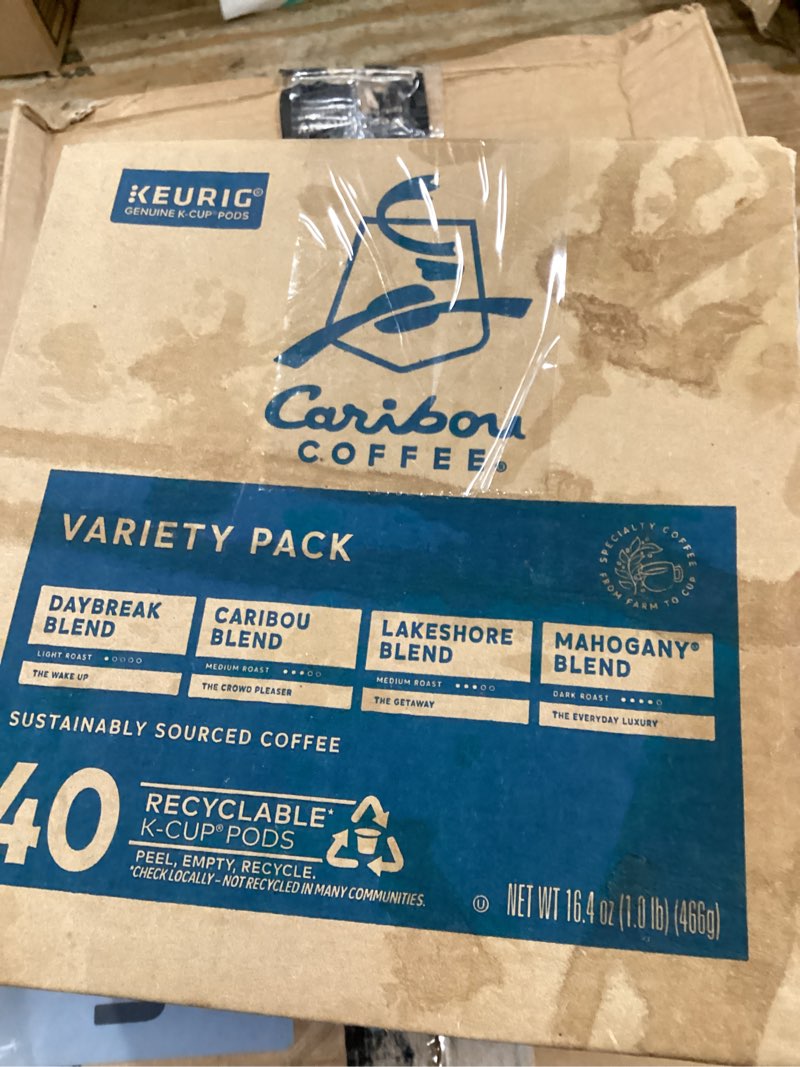 KEURIG®
GENUINE K-CUP® PODS
Caribou
COFFEE®
VARIETY PACK
SPECIALTY COFFEE
FROM FARM TO CUP
DAYBREAK
BLEND
LIGHT ROAST
THE WAKE UP
CARIBOU
BLEND
MEDIUM ROAST
THE CROWD PLEASER
LAKESHORE
BLEND
MEDIUM ROAST
THE GETAWAY
MAHOGANY®
BLEND
DARK ROAST
THE EVERYDAY LUXURY
SUSTAINABLY SOURCED COFFEE
40
RECYCLABLE*
K-CUP® PODS
PEEL, EMPTY, RECYCLE.
*CHECK LOCALLY – NOT RECYCLED IN MANY COMMUNITIES.
U
NET WT 16.4 oz (1.0 lb) (466g)